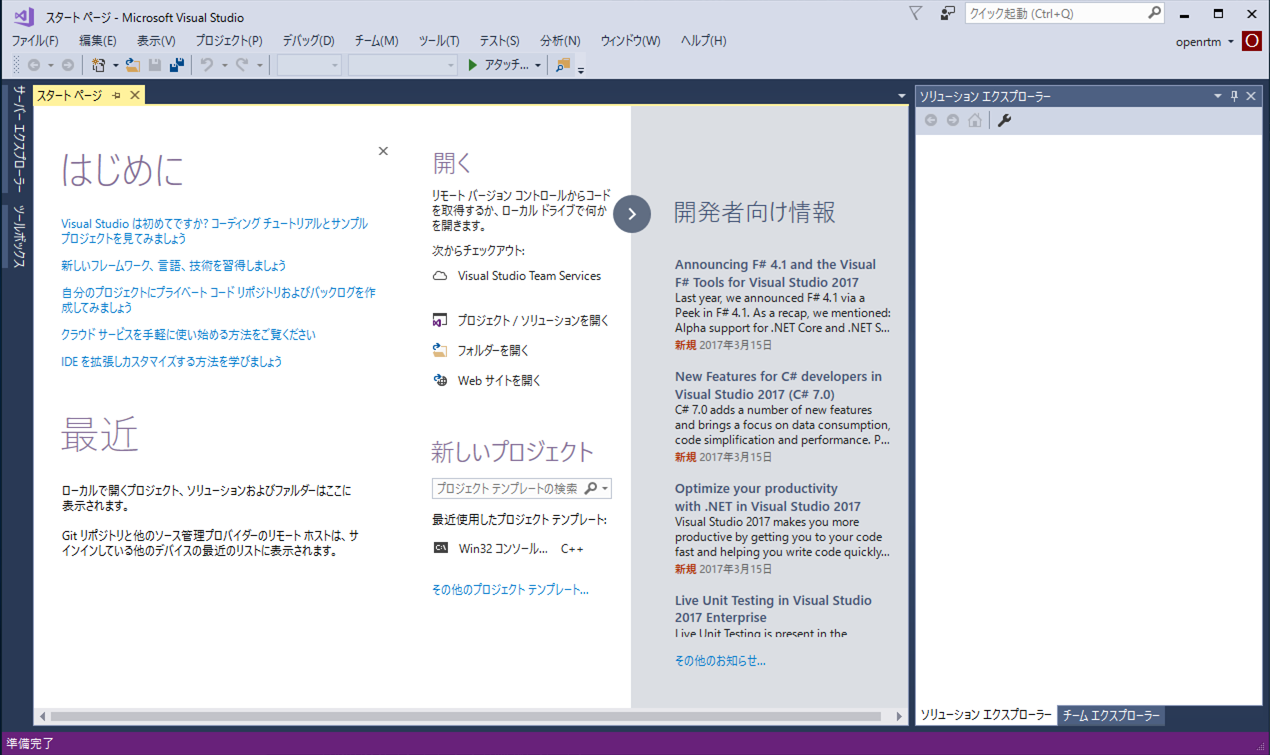 スタート ページ - Microsoft Visual Studio
クイック起動 (Ctrl+Q)
ファイル(F) 編集(E) 表示(V) プロジェクト(P) デバッグ(D) チーム(M) ツール(T) テスト(S) 分析(N) ウィンドウ(W) ヘルプ(H)
openrtm O
アタッチ...
サーバー エクスプローラー
ツールボックス
スタート ページ
はじめに
Visual Studio は初めてですか? コーディング チュートリアルとサンプル
プロジェクトを見てみましょう
新しいフレームワーク、言語、技術を習得しましょう
自分のプロジェクトにプライベート コード リポジトリおよびバックログを作
成してみましょう
クラウド サービスを手軽に使い始める方法をご覧ください
IDE を拡張しカスタマイズする方法を学びましょう
最近
ローカルで開くプロジェクト、ソリューションおよびファルダーはここに
表示されます。
Git リポジトリと他のソース管理プロバイダーのリモート ホストは、サ
インインしている他のデバイスの最近のリストに表示されます。
開く
リモート バージョン コントロールからコード
を取得するか、ローカル ドライブで何か
を開きます。
次からチェックアウト:
Visual Studio Team Services
プロジェクト / ソリューションを開く
フォルダーを開く
Web サイトを開く
新しいプロジェクト
プロジェクト テンプレートの検索
最近使用したプロジェクト テンプレート:
Win32 コンソール... C++
その他のプロジェクト テンプレート...
開発者向け情報
Announcing F# 4.1 and the Visual
F# Tools for Visual Studio 2017
Last year, we announced F# 4.1 via a
Peek in F# 4.1. As a recap, we mentioned:
Alpha support for .NET Core and .NET S...
新規 2017年3月15日
New Features for C# developers in
Visual Studio 2017 (C# 7.0)
C# 7.0 adds a number of new features
and brings a focus on data consumption,
code simplification and performance. P...
新規 2017年3月15日
Optimize your productivity
with .NET in Visual Studio 2017
Visual Studio 2017 makes you more
productive by getting you to your code
fast and helping you write code quickly...
新規 2017年3月15日
Live Unit Testing in Visual Studio
2017 Enterprise
Live Unit Testing is present in the
その他のお知らせ...
ソリューション エクスプローラー
ソリューション エクスプローラー チーム エクスプローラー
準備完了